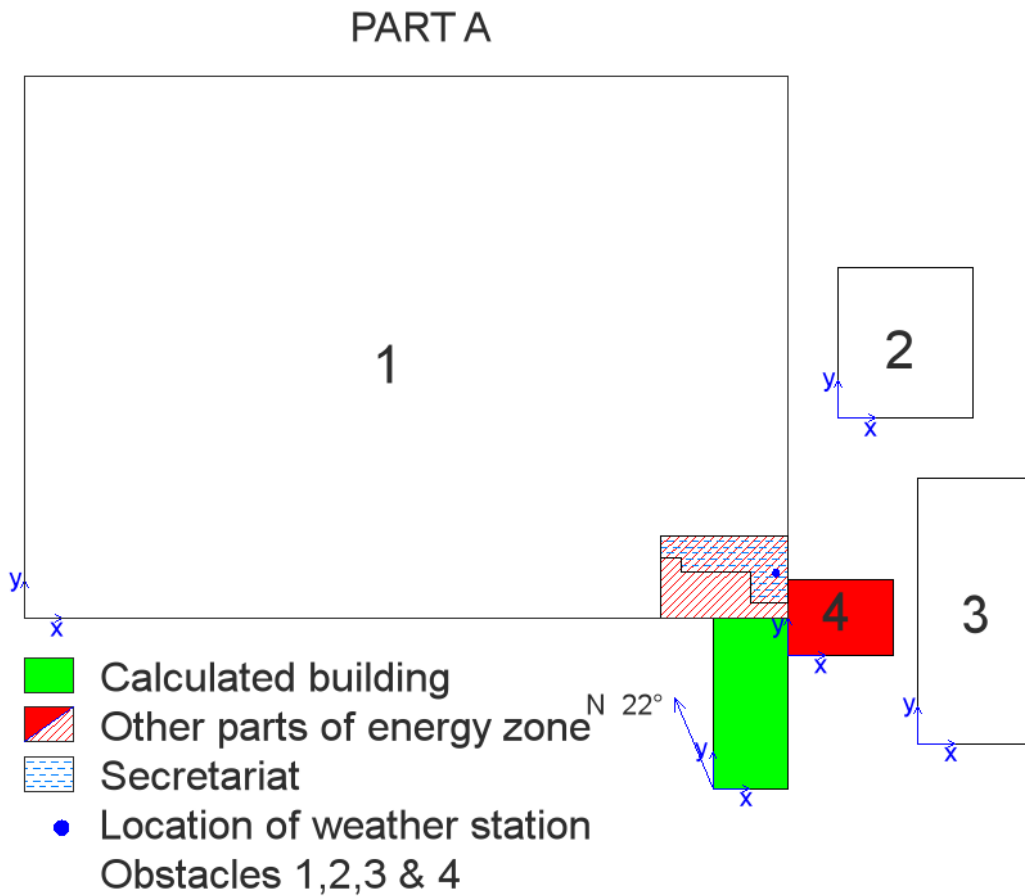 PART A
1
2
y
x
y
x
y
4
3
x
y
x
N 22°
y
x
Calculated building
Other parts of energy zone
Secretariat
Location of weather station
Obstacles 1,2,3 & 4